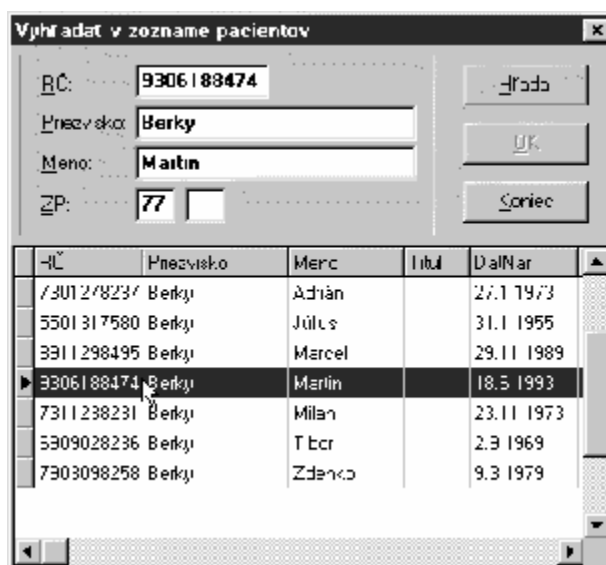 Vyhľadať v zozname pacientov
RČ: 9306188474
Priezvisko: Berky
Meno: Martin
ZP: 77
OK
Koniec
RČ Priezvisko Meno Titul DatNar
7301278237 Berky Adrián 27.1.1973
5501317580 Berky Július 31.1.1955
8911298495 Berky Marcel 29.11.1989
9306188474 Berky Martin 18.6.1993
7311238231 Berky Milan 23.11.1973
6909028236 Berky Tibor 2.9.1969
7903098258 Berky Zdenko 9.3.1979